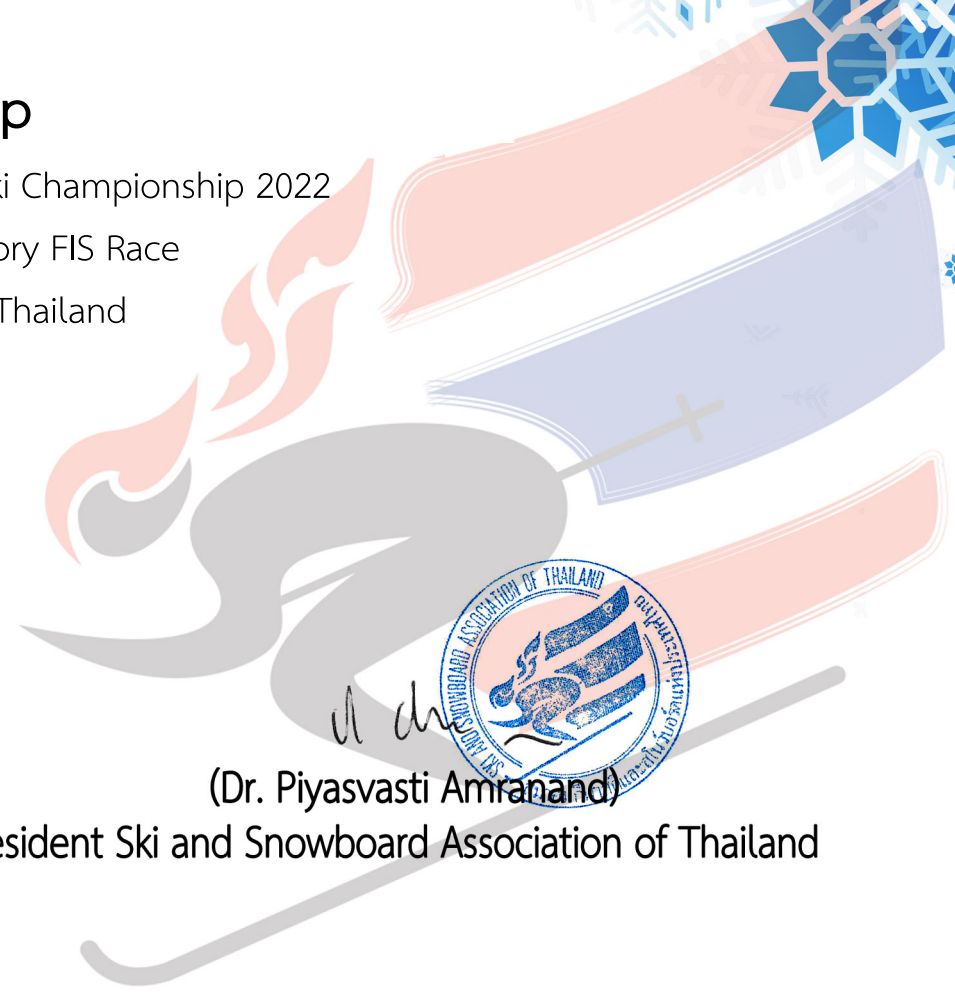 p
ki Championship 2022
ory FIS Race
Thailand
SKI AND SNOWBOARD ASSOCIATION OF THAILAND
(Dr. Piyasvasti Amranand)
esident Ski and Snowboard Association of Thailand